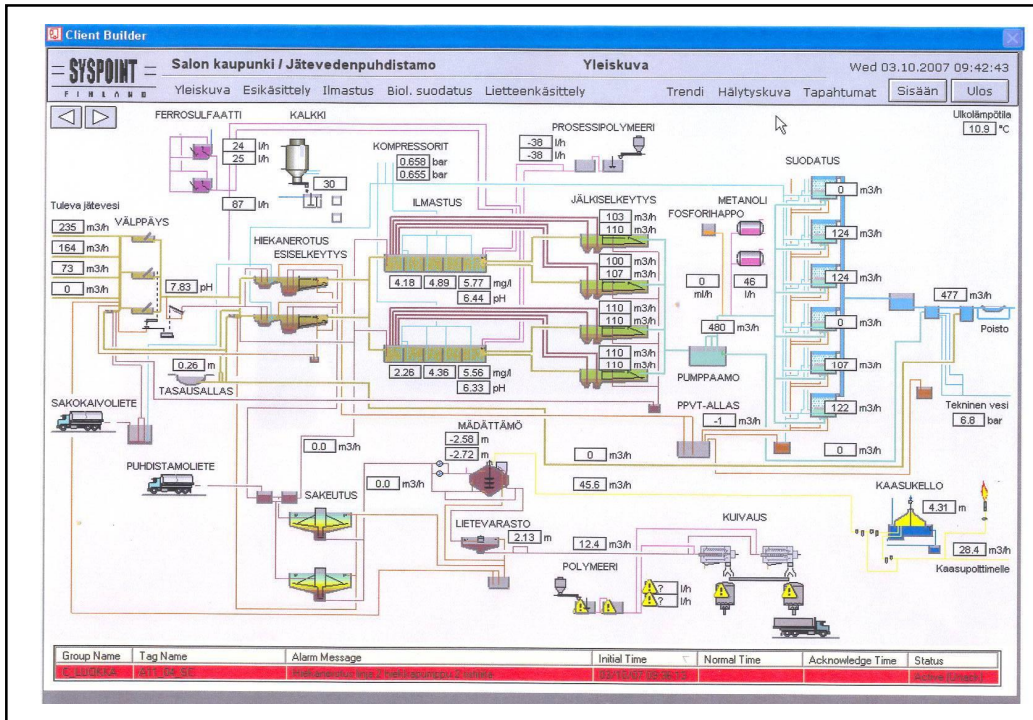 Client Builder
SYSPOINT
FINLAND
Salon kaupunki / Jätevedenpuhdistamo
Yleiskuva
Wed 03.10.2007 09:42:43
Yleiskuva Esikäsittely Ilmastus Biol. suodatus Lietteenkäsittely
Trendi Hälytyskuva Tapahtumat Sisään Ulos
Ulkolämpötila
10.9 °C
FERROSULFAATTI
24 l/h
25 l/h
87 l/h
KALKKI
30
KOMPRESSORIT
0.658 bar
0.655 bar
PROSESSIPOLYMEERI
-38 l/h
-38 l/h
SUODATUS
0 m3/h
124 m3/h
124 m3/h
0 m3/h
107 m3/h
122 m3/h
0 m3/h
Tuleva jätevesi
235 m3/h
164 m3/h
73 m3/h
0 m3/h
VÄLPPÄYS
7.83 pH
HIEKANEROTUS
ESISELKEYTYS
ILMASTUS
4.18 4.89 5.77 mg/l
6.44 pH
2.26 4.36 5.56 mg/l
6.33 pH
JÄLKISELKEYTYS
103 m3/h
110 m3/h
100 m3/h
107 m3/h
110 m3/h
110 m3/h
110 m3/h
110 m3/h
METANOLI
FOSFORIHAPPO
0 ml/h
46 l/h
480 m3/h
PUMPPAAMO
477 m3/h
Poisto
Tekninen vesi
6.8 bar
0.26 m
TASAUSALLAS
SAKOKAIVOLIETE
PUHDISTAMOLIETE
0.0 m3/h
SAKEUTUS
MÄDÄTTÄMÖ
-2.58 m
-2.72 m
0.0 m3/h
PPVT-ALLAS
-1 m3/h
0 m3/h
45.6 m3/h
LIETEVARASTO
2.13 m
12.4 m3/h
POLYMEERI
? l/h
? l/h
KUIVAUS
KAASUKELLO
4.31 m
28.4 m3/h
Kaasupolttimelle
Group Name Tag Name Alarm Message Initial Time Normal Time Acknowledge Time Status